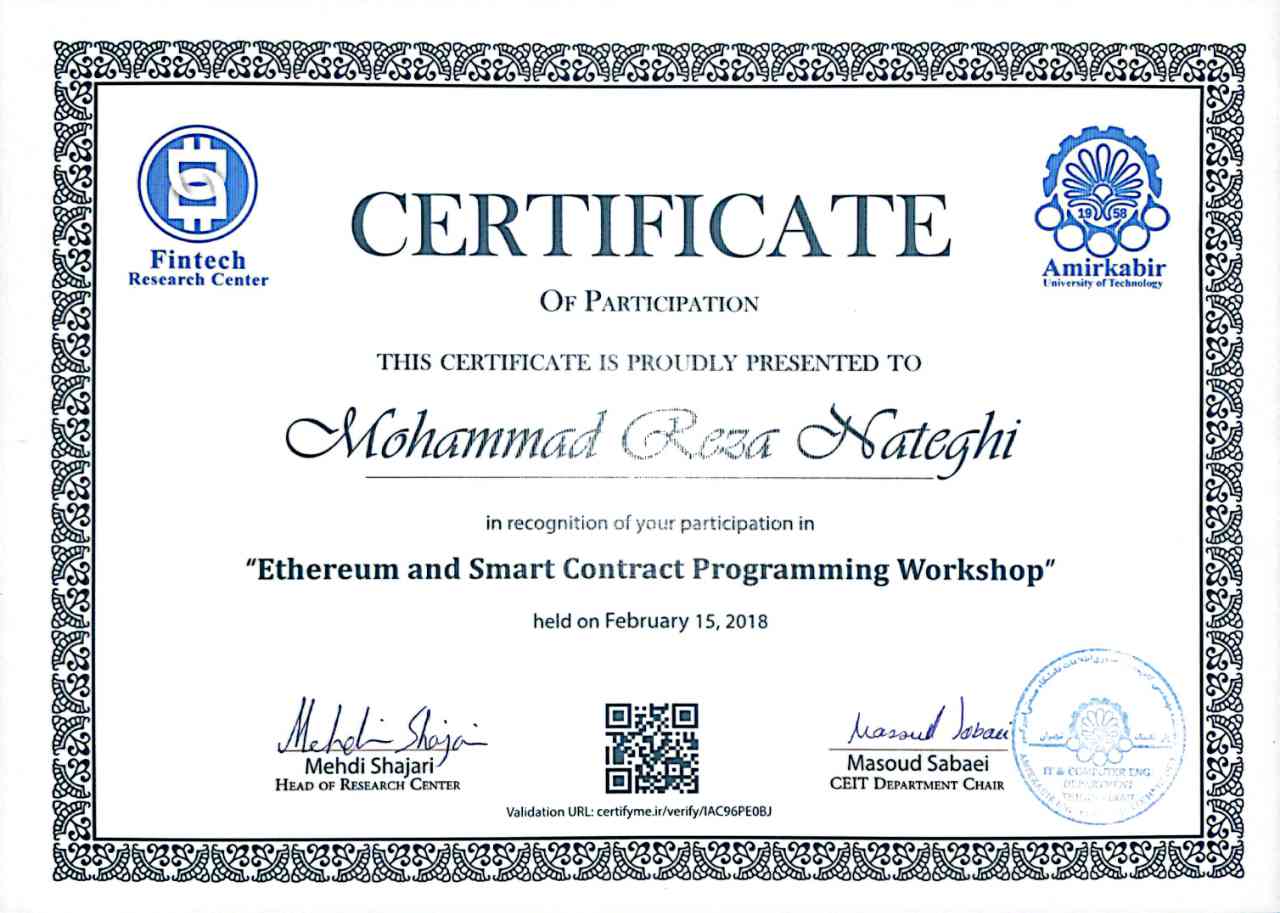 Fintech
Research Center
1958
Amirkabir
University of Technology
CERTIFICATE
OF PARTICIPATION
THIS CERTIFICATE IS PROUDLY PRESENTED TO
Mohammad Reza Nateghi
in recognition of your participation in
“Ethereum and Smart Contract Programming Workshop”
held on February 15, 2018
Mehdi Shajari
Mehdi Shajari
HEAD OF RESEARCH CENTER
Validation URL: certifyme.ir/verify/IAC96PE0BJ
Masoud Sabaei
Masoud Sabaei
CEIT DEPARTMENT CHAIR
IT & COMPUTER ENG
DEPARTMENT